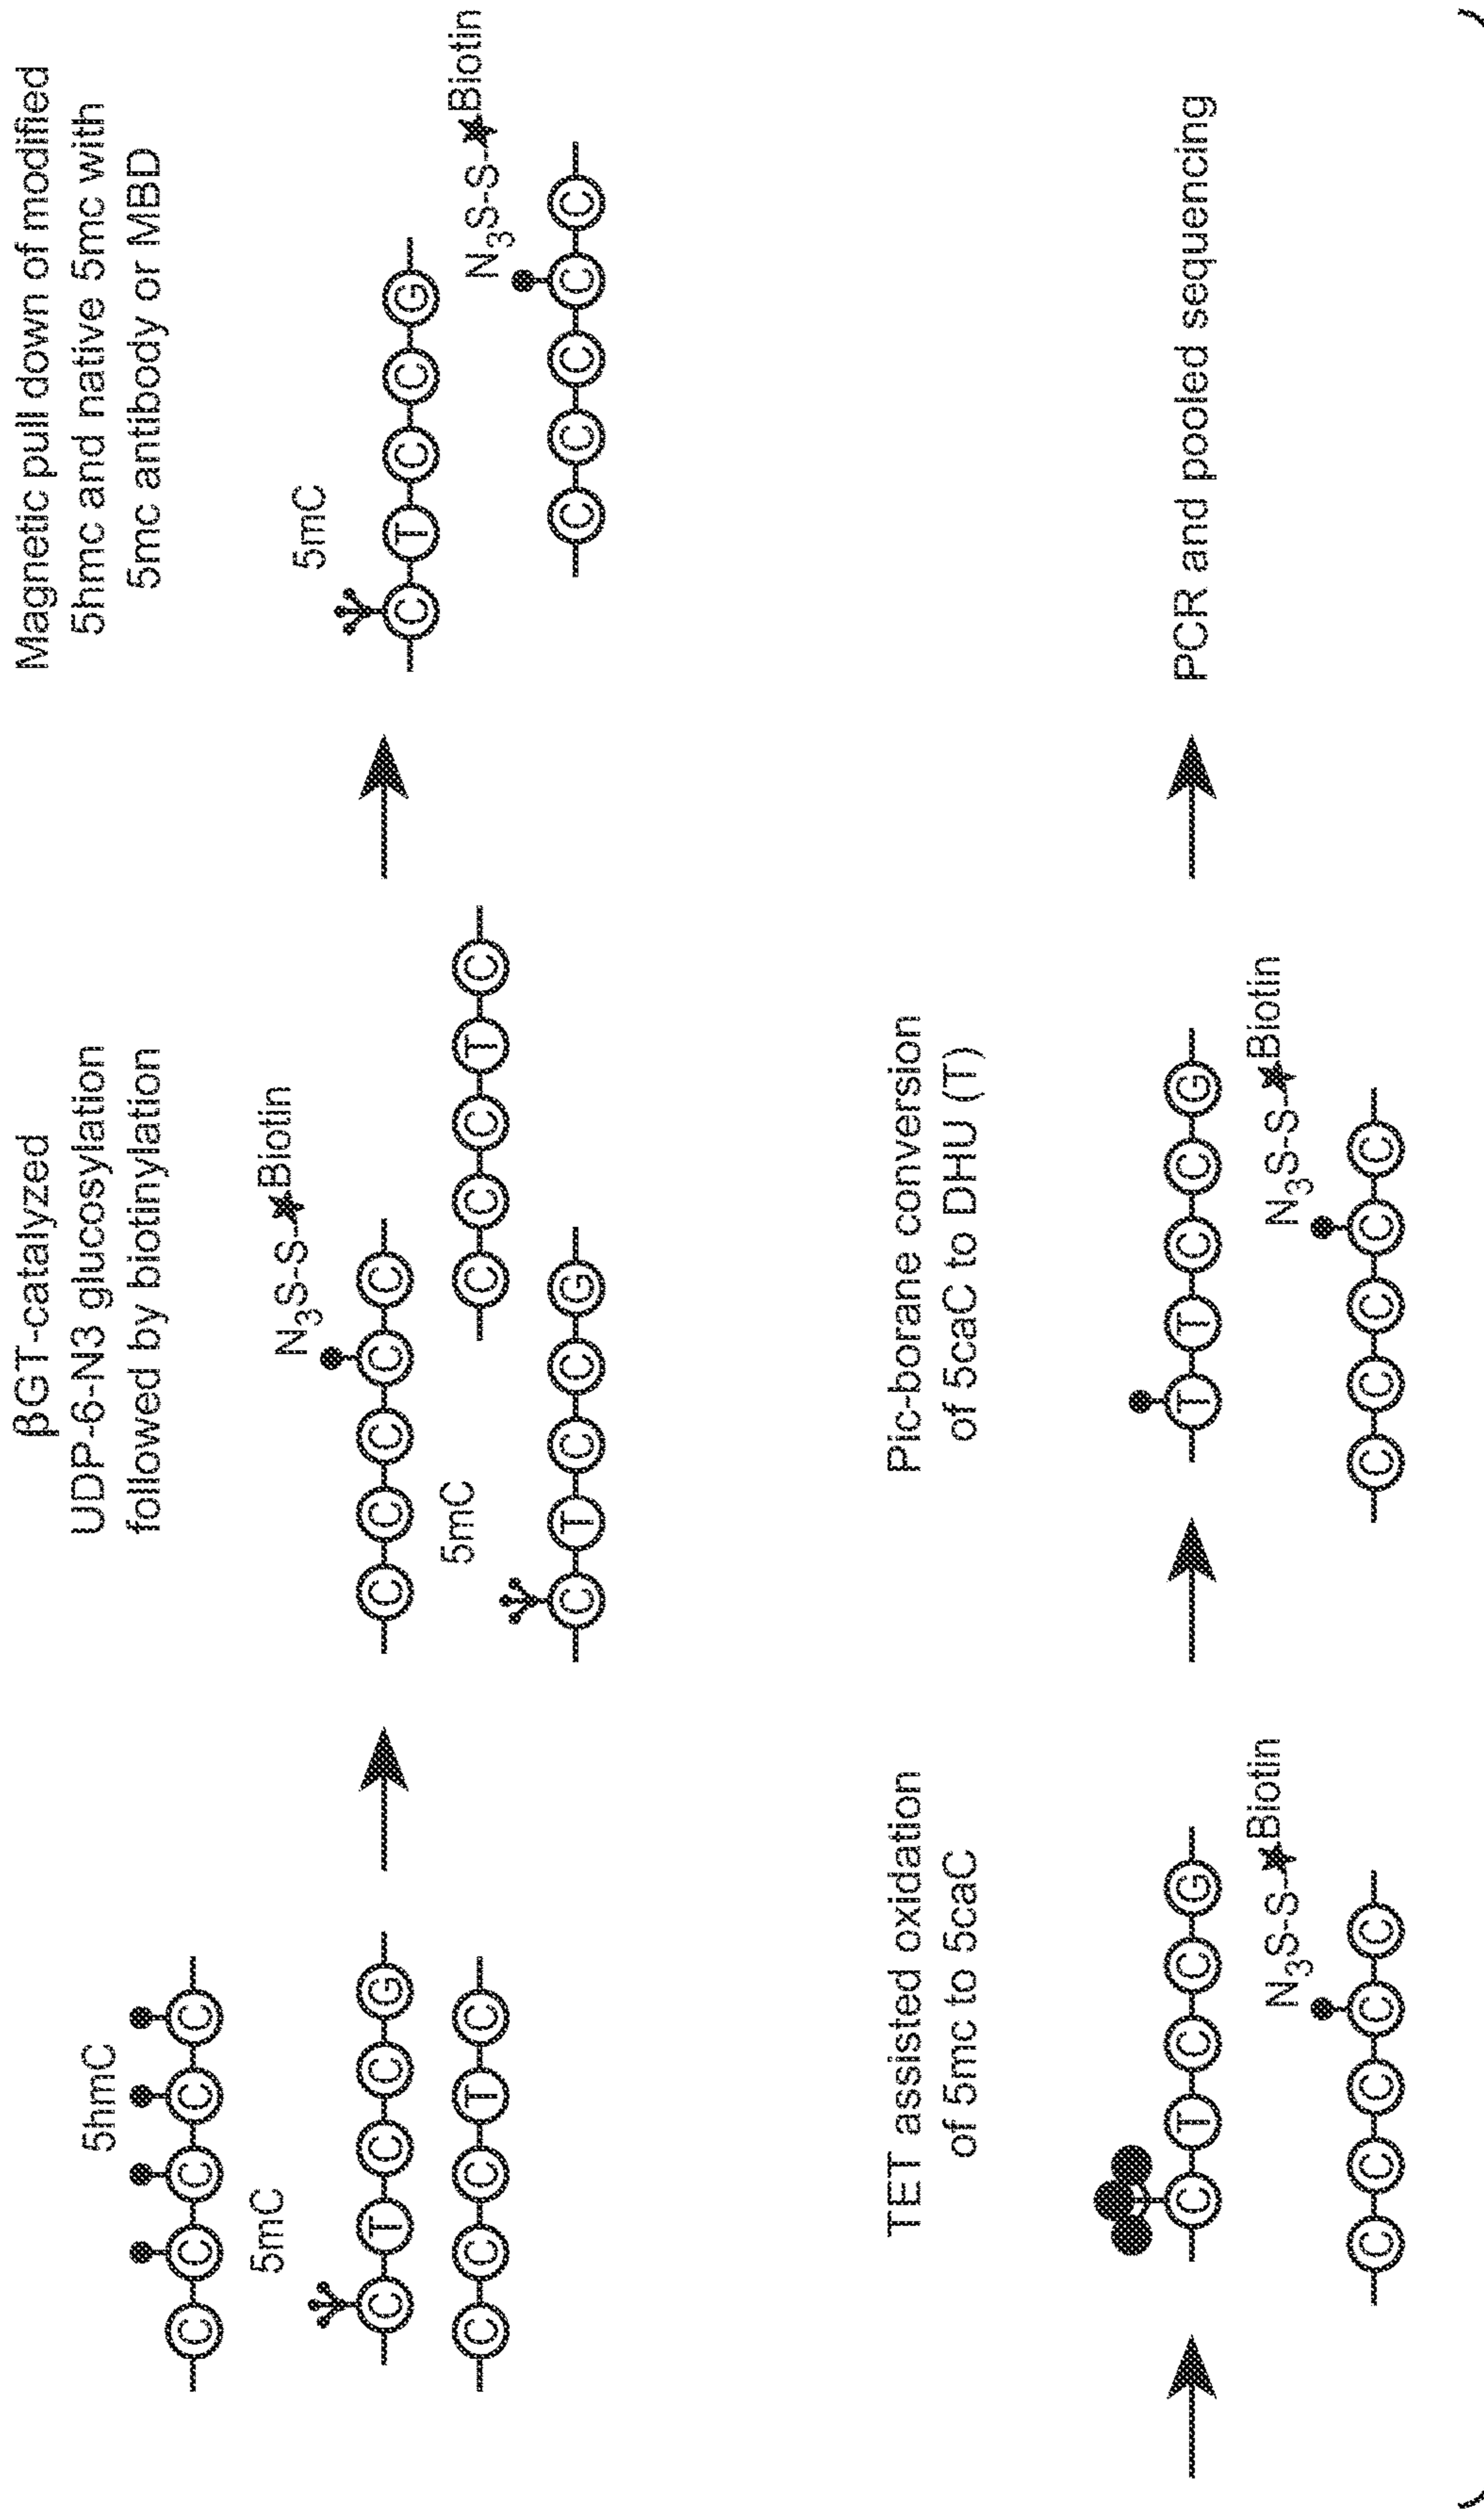 5hmC
C C C C C
5mC
C T C C G
C C C T C
βGT-catalyzed
UDP-6-N3 glucosylation
followed by biotinylation
N3S-S-★Biotin
C C C C C
5mC
C C C T C
C T C C G
Magnetic pull down of modified
5hmc and native 5mc with
5mc antibody or MBD
5mC
C T C C G
N3S-S-★Biotin
C C C C C
TET assisted oxidation
of 5mc to 5caC
C T C C G
N3S-S-★Biotin
C C C C C
Pic-borane conversion
of 5caC to DHU (T)
T T C C G
N3S-S-★Biotin
C C C C C
PCR and pooled sequencing